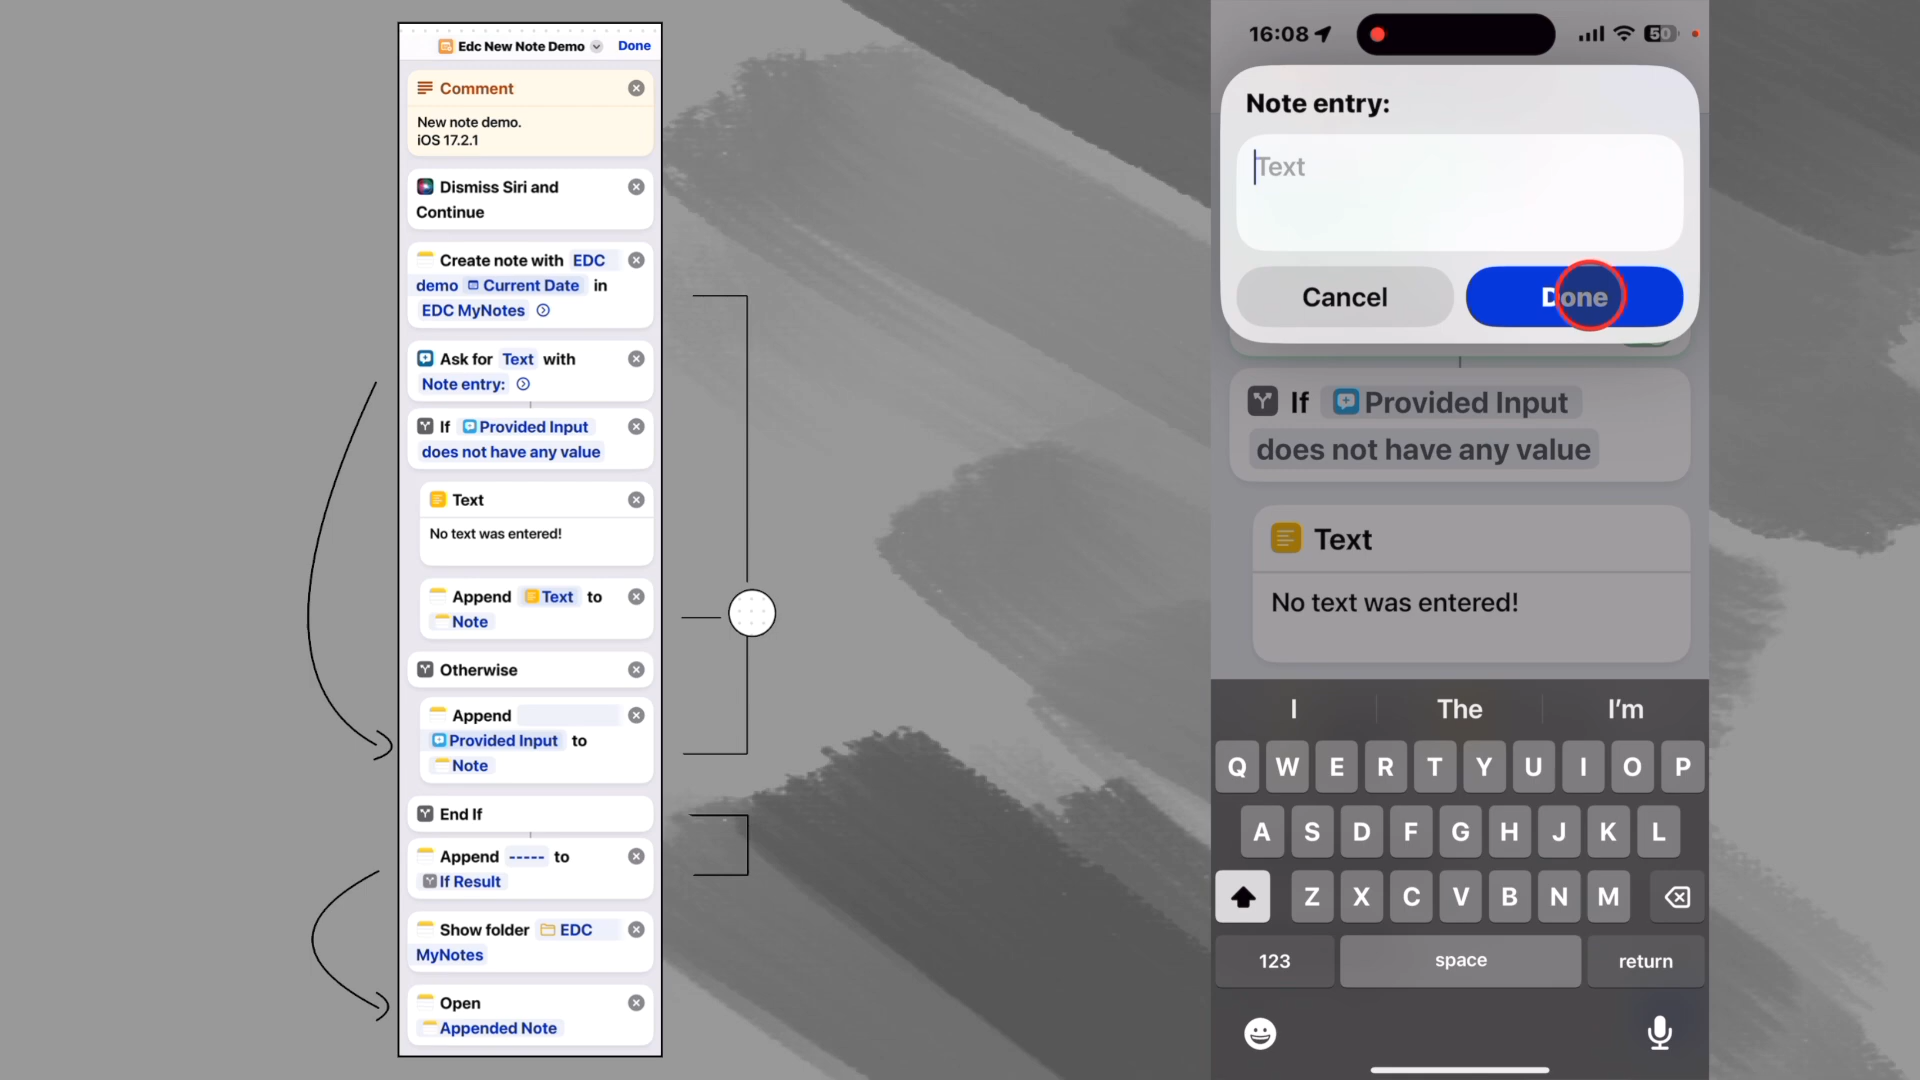 Edc New Note Demo Done
Comment
New note demo.
iOS 17.2.1
Dismiss Siri and
Continue
Create note with EDC
demo Current Date in
EDC MyNotes
Ask for Text with
Note entry:
If Provided Input
does not have any value
Text
No text was entered!
Append Text to
Note
Otherwise
Append
Provided Input to
Note
End If
Append ----- to
If Result
Show folder EDC
MyNotes
Open
Appended Note
16:08 50
Note entry:
Text
Cancel Done
If Provided Input
does not have any value
Text
No text was entered!
I The I'm
Q W E R T Y U I O P
A S D F G H J K L
Z X C V B N M
123 space return